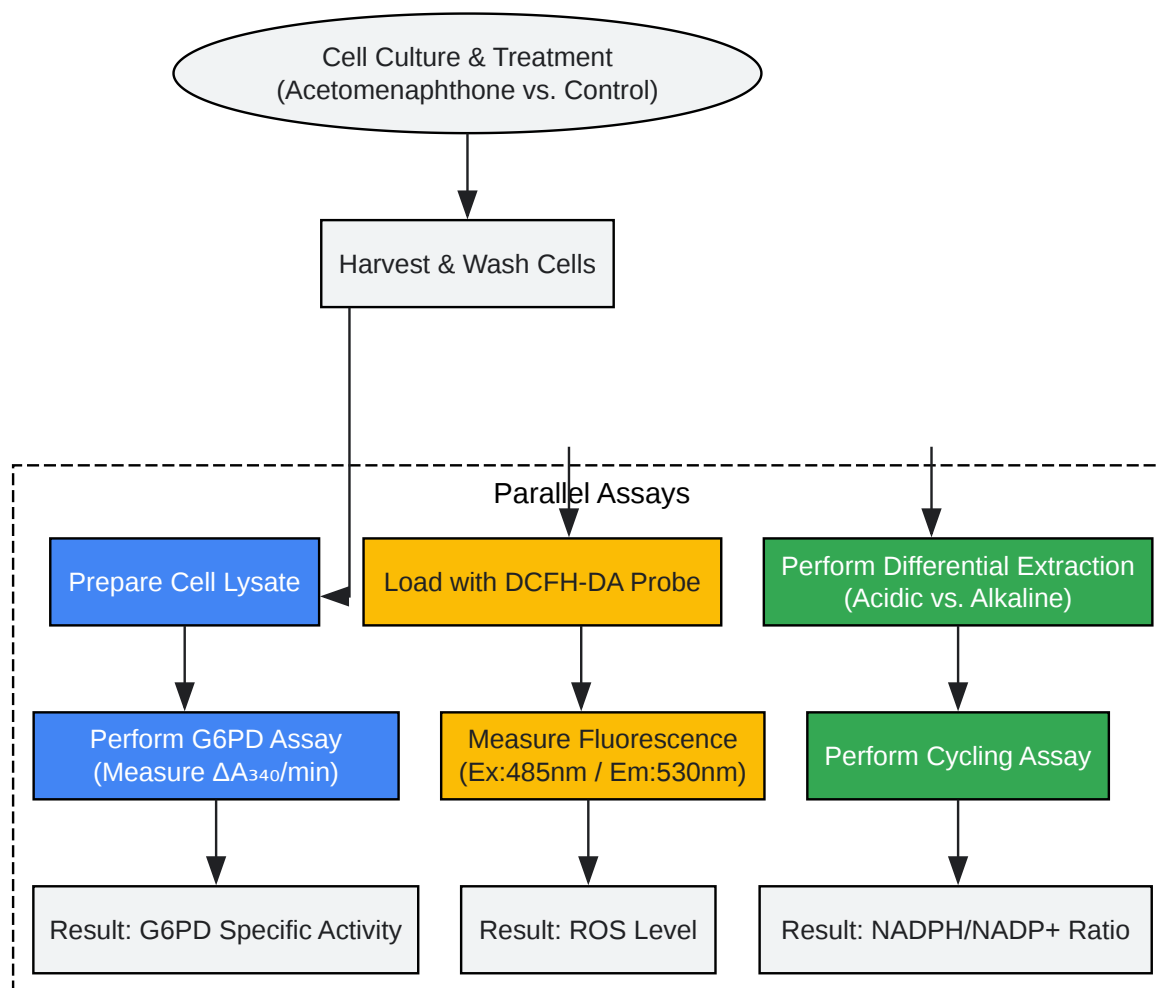 Cell Culture & Treatment
(Acetomenaphthone vs. Control)
Harvest & Wash Cells
Parallel Assays
Prepare Cell Lysate
Load with DCFH-DA Probe
Perform Differential Extraction
(Acidic vs. Alkaline)
Perform G6PD Assay
(Measure ΔA₃₄₀/min)
Measure Fluorescence
(Ex:485nm / Em:530nm)
Perform Cycling Assay
Result: G6PD Specific Activity
Result: ROS Level
Result: NADPH/NADP+ Ratio